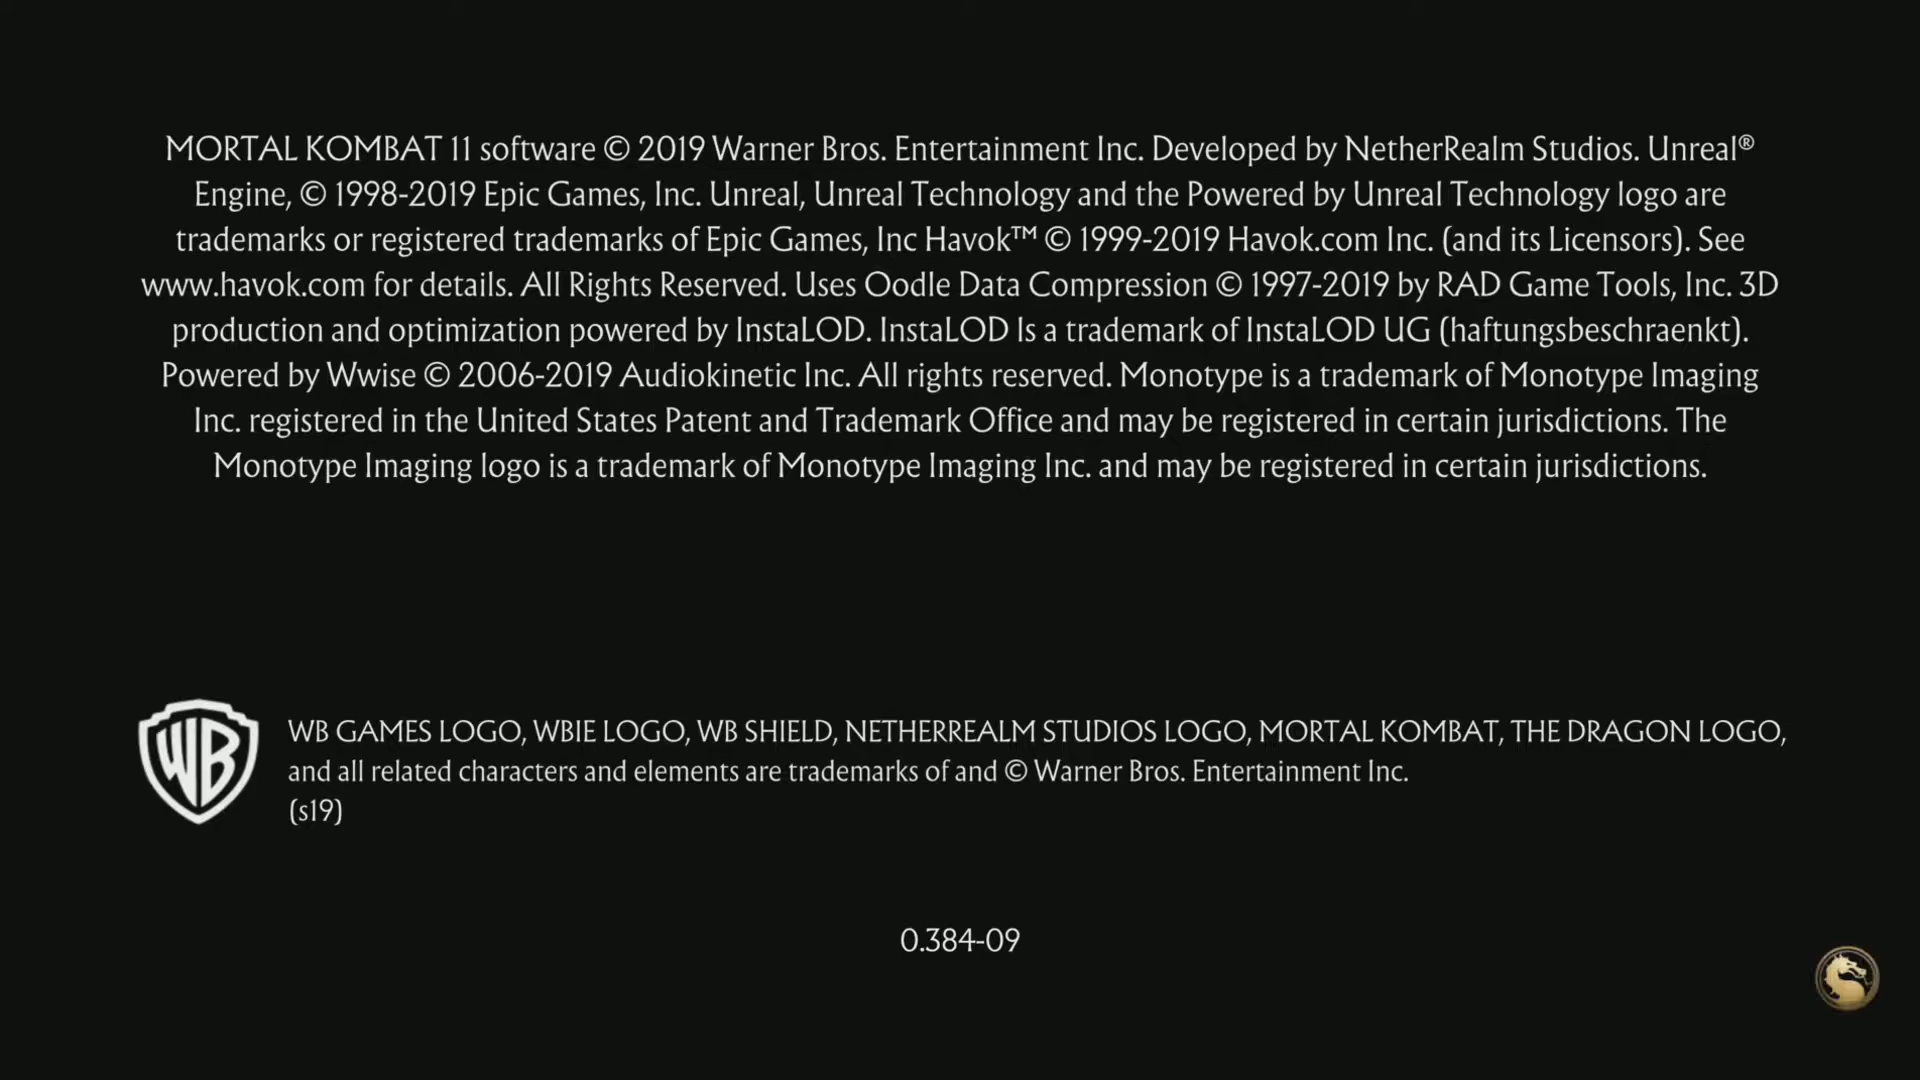 MORTAL KOMBAT 11 software © 2019 Warner Bros. Entertainment Inc. Developed by NetherRealm Studios. Unreal®
Engine, © 1998-2019 Epic Games, Inc. Unreal, Unreal Technology and the Powered by Unreal Technology logo are
trademarks or registered trademarks of Epic Games, Inc Havok™ © 1999-2019 Havok.com Inc. (and its Licensors). See
www.havok.com for details. All Rights Reserved. Uses Oodle Data Compression © 1997-2019 by RAD Game Tools, Inc. 3D
production and optimization powered by InstaLOD. InstaLOD Is a trademark of InstaLOD UG (haftungsbeschraenkt).
Powered by Wwise © 2006-2019 Audiokinetic Inc. All rights reserved. Monotype is a trademark of Monotype Imaging
Inc. registered in the United States Patent and Trademark Office and may be registered in certain jurisdictions. The
Monotype Imaging logo is a trademark of Monotype Imaging Inc. and may be registered in certain jurisdictions.
WB
WB GAMES LOGO, WBIE LOGO, WB SHIELD, NETHERREALM STUDIOS LOGO, MORTAL KOMBAT, THE DRAGON LOGO,
and all related characters and elements are trademarks of and © Warner Bros. Entertainment Inc.
(s19)
0.384-09